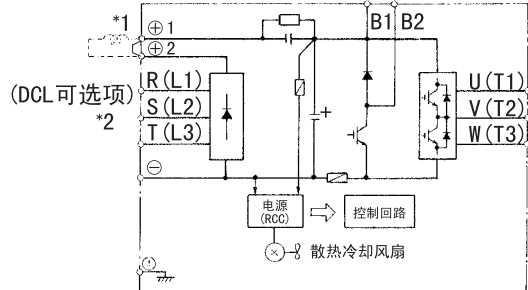 *1
⊕ 1
⊕ 2
B1 B2
(DCL可选项)
*2
R(L1)
S(L2)
T(L3)
U(T1)
V(T2)
W(T3)
⊖
+
电源
(RCC)
控制回路
散热冷却风扇